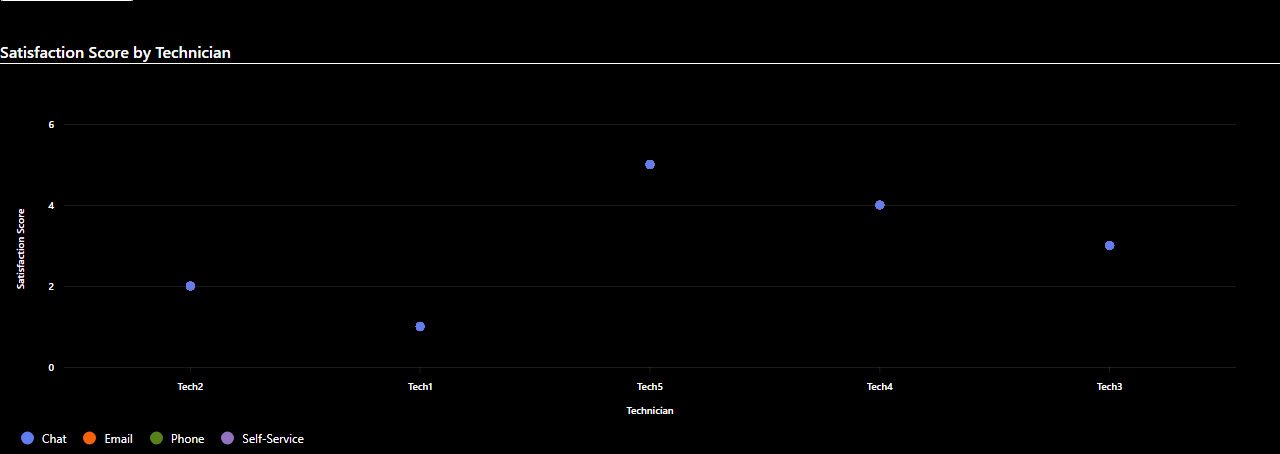 Satisfaction Score by Technician
6
4
2
0
Satisfaction Score
Tech2 Tech1 Tech5 Tech4 Tech3
Technician
Chat Email Phone Self-Service